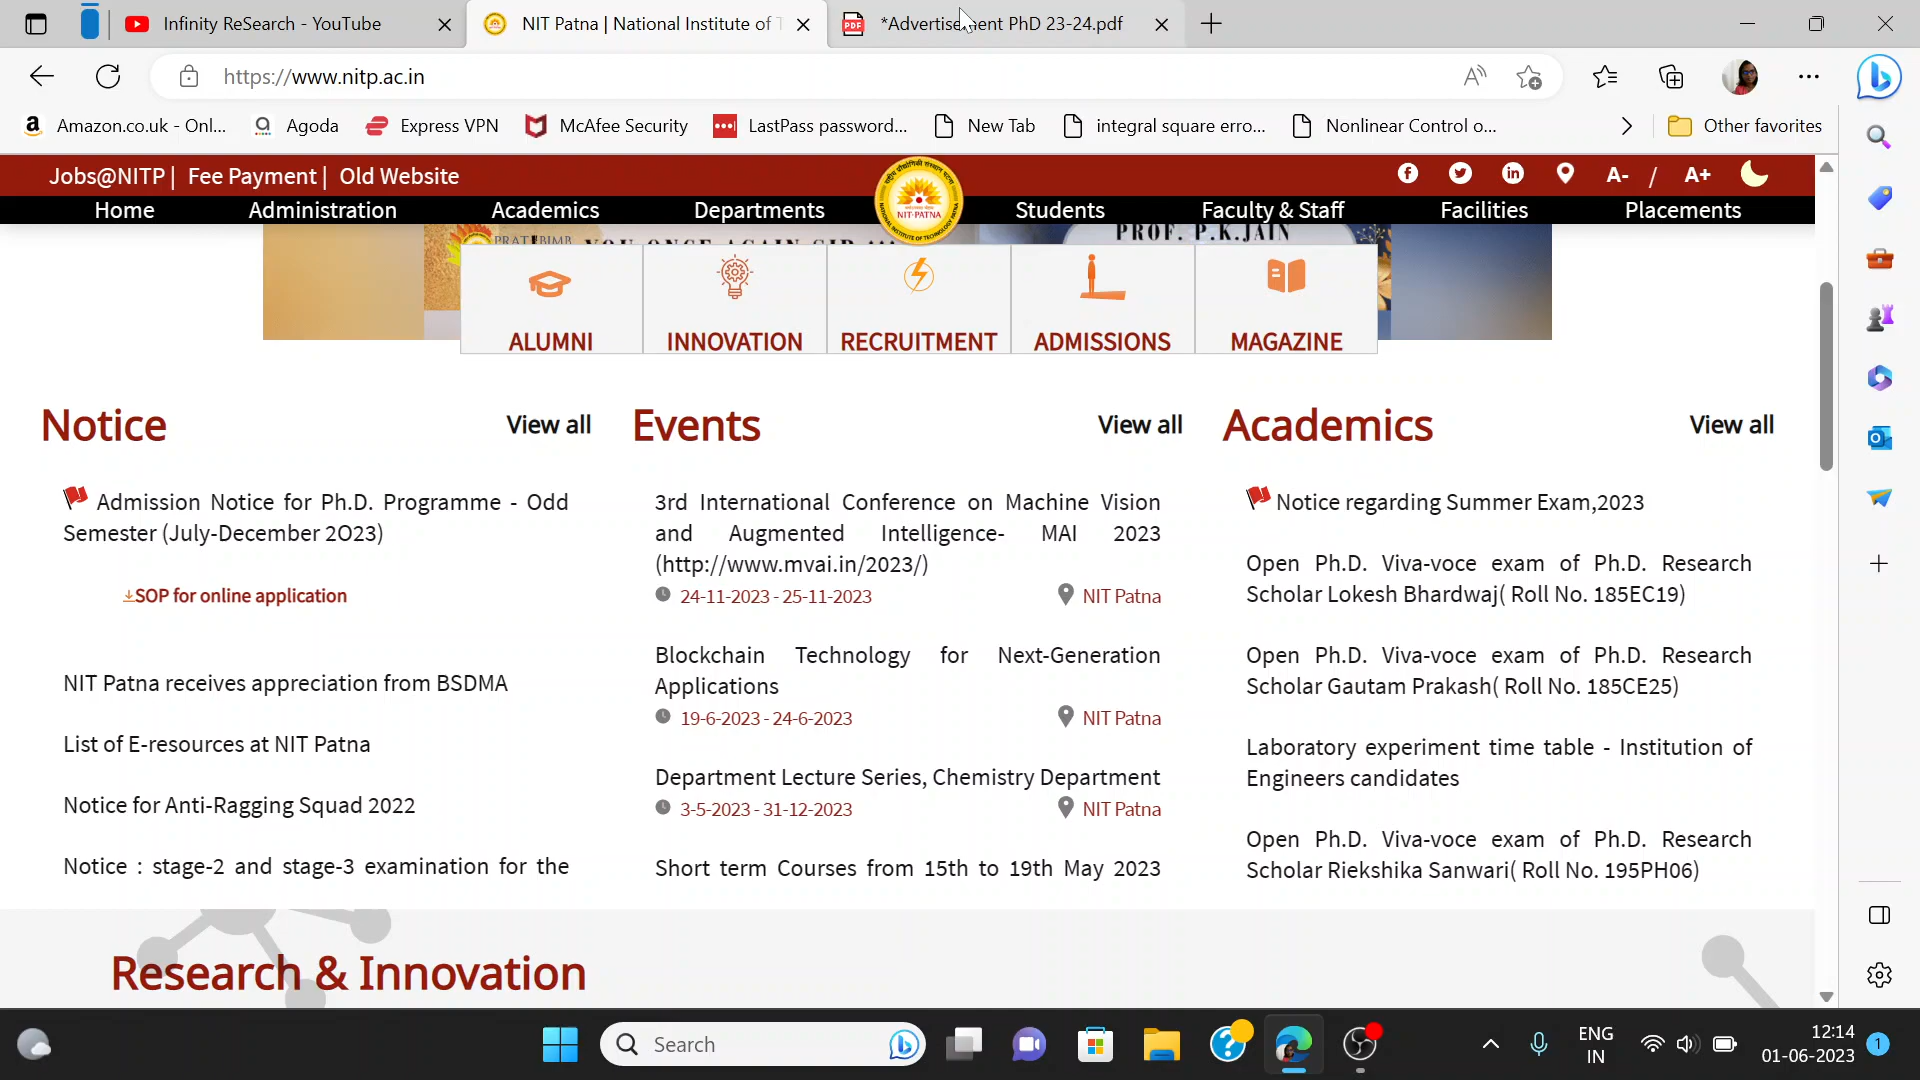 Infinity ReSearch - YouTube
NIT Patna | National Institute of T
PDF
*Advertisement PhD 23-24.pdf
https://www.nitp.ac.in
Amazon.co.uk - Onl...
Agoda
Express VPN
McAfee Security
LastPass password...
New Tab
integral square erro...
Nonlinear Control o...
Other favorites
Jobs@NITP | Fee Payment | Old Website
A- / A+
Home
Administration
Academics
Departments
NIT-PATNA
Students
Faculty & Staff
Facilities
Placements
PROF. P.K.JAIN
ALUMNI
INNOVATION
RECRUITMENT
ADMISSIONS
MAGAZINE
Notice
View all
Admission Notice for Ph.D. Programme - Odd
Semester (July-December 2O23)
SOP for online application
NIT Patna receives appreciation from BSDMA
List of E-resources at NIT Patna
Notice for Anti-Ragging Squad 2022
Notice : stage-2 and stage-3 examination for the
Events
View all
3rd International Conference on Machine Vision
and Augmented Intelligence- MAI 2023
(http://www.mvai.in/2023/)
24-11-2023 - 25-11-2023
NIT Patna
Blockchain Technology for Next-Generation
Applications
19-6-2023 - 24-6-2023
NIT Patna
Department Lecture Series, Chemistry Department
3-5-2023 - 31-12-2023
NIT Patna
Short term Courses from 15th to 19th May 2023
Academics
View all
Notice regarding Summer Exam,2023
Open Ph.D. Viva-voce exam of Ph.D. Research
Scholar Lokesh Bhardwaj( Roll No. 185EC19)
Open Ph.D. Viva-voce exam of Ph.D. Research
Scholar Gautam Prakash( Roll No. 185CE25)
Laboratory experiment time table - Institution of
Engineers candidates
Open Ph.D. Viva-voce exam of Ph.D. Research
Scholar Riekshika Sanwari( Roll No. 195PH06)
Research & Innovation
Search
ENG
IN
12:14
01-06-2023
1